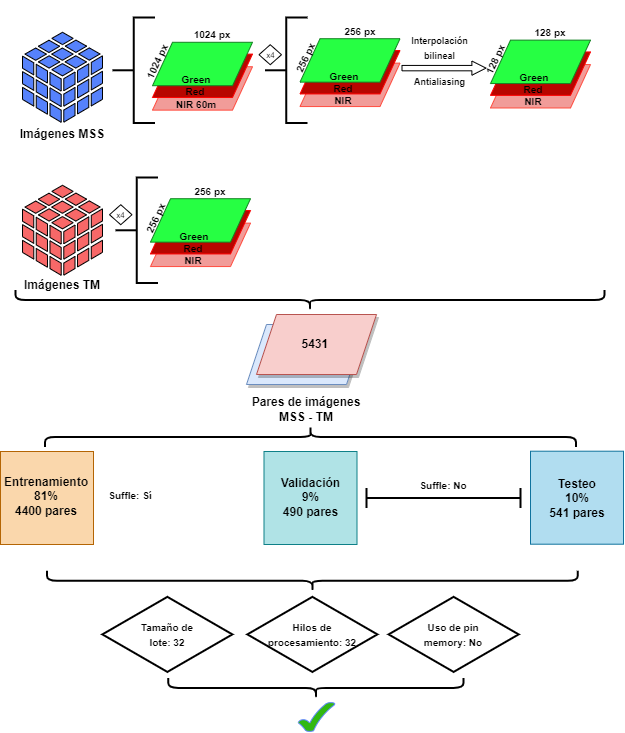 1024 px
1024 px
Green
Red
NIR 60m
Imágenes MSS
x4
256 px
256 px
Green
Red
NIR
Interpolación
bilineal
Antialiasing
128 px
128 px
Green
Red
NIR
x4
256 px
256 px
Green
Red
NIR
Imágenes TM
5431
Pares de imágenes
MSS - TM
Entrenamiento
81%
4400 pares
Suffle: Sí
Validación
9%
490 pares
Suffle: No
Testeo
10%
541 pares
Tamaño de
lote: 32
Hilos de
procesamiento: 32
Uso de pin
memory: No